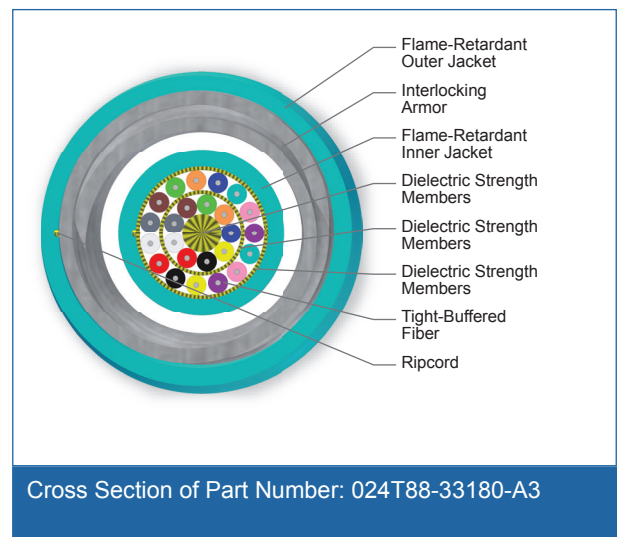 Flame-Retardant
Outer Jacket
Interlocking
Armor
Flame-Retardant
Inner Jacket
Dielectric Strength
Members
Dielectric Strength
Members
Dielectric Strength
Members
Tight-Buffered
Fiber
Ripcord
Cross Section of Part Number: 024T88-33180-A3